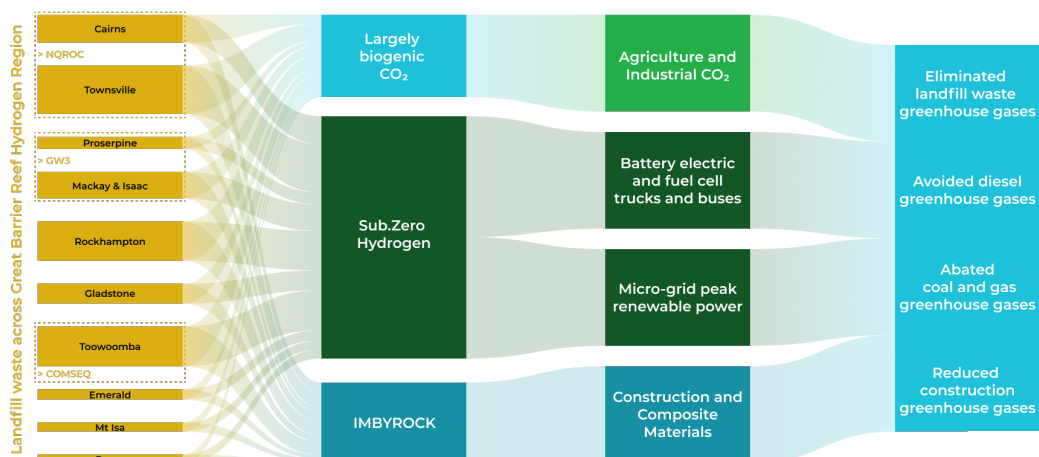 Landfill waste across Great Barrier Reef Hydrogen Region
Cairns
> NQROC
Townsville
Proserpine
> GW3
Mackay & Isaac
Rockhampton
Gladstone
Toowoomba
> COMSEQ
Emerald
Mt Isa
Largely
biogenic
CO₂
Sub.Zero
Hydrogen
IMBYROCK
Agriculture and
Industrial CO₂
Battery electric
and fuel cell
trucks and buses
Micro-grid peak
renewable power
Construction and
Composite
Materials
Eliminated
landfill waste
greenhouse gases
Avoided diesel
greenhouse gases
Abated
coal and gas
greenhouse gases
Reduced
construction
greenhouse gases